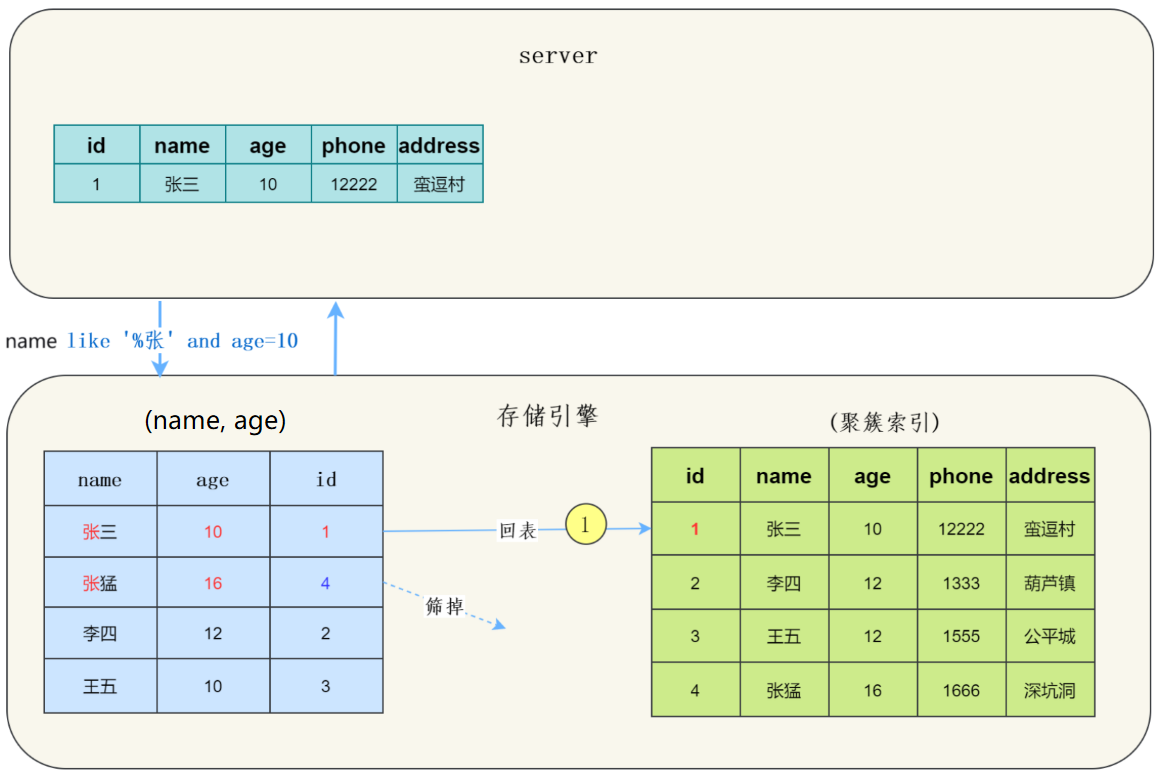 server
id name age phone address
1 张三 10 12222 蛮逗村
name like '%张' and age=10
(name, age)
存储引擎
(聚簇索引)
name age id
张三 10 1
张猛 16 4
李四 12 2
王五 10 3
回表
1
筛掉
id name age phone address
1 张三 10 12222 蛮逗村
2 李四 12 1333 葫芦镇
3 王五 12 1555 公平城
4 张猛 16 1666 深坑洞